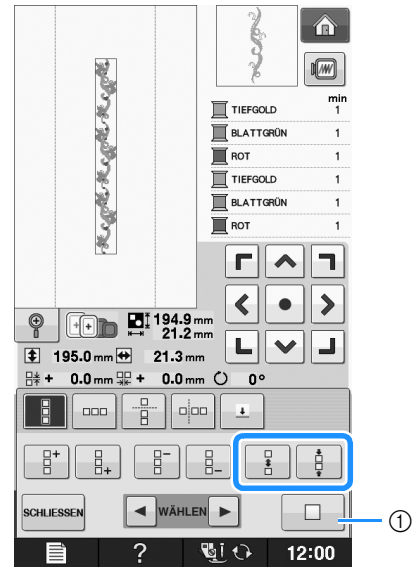 min
TIEFGOLD 1
BLATTGRÜN 1
ROT 1
TIEFGOLD 1
BLATTGRÜN 1
ROT 1
194.9 mm
21.2 mm
195.0 mm 21.3 mm
+ 0.0 mm + 0.0 mm 0°
SCHLIESSEN WÄHLEN
①
? 12:00